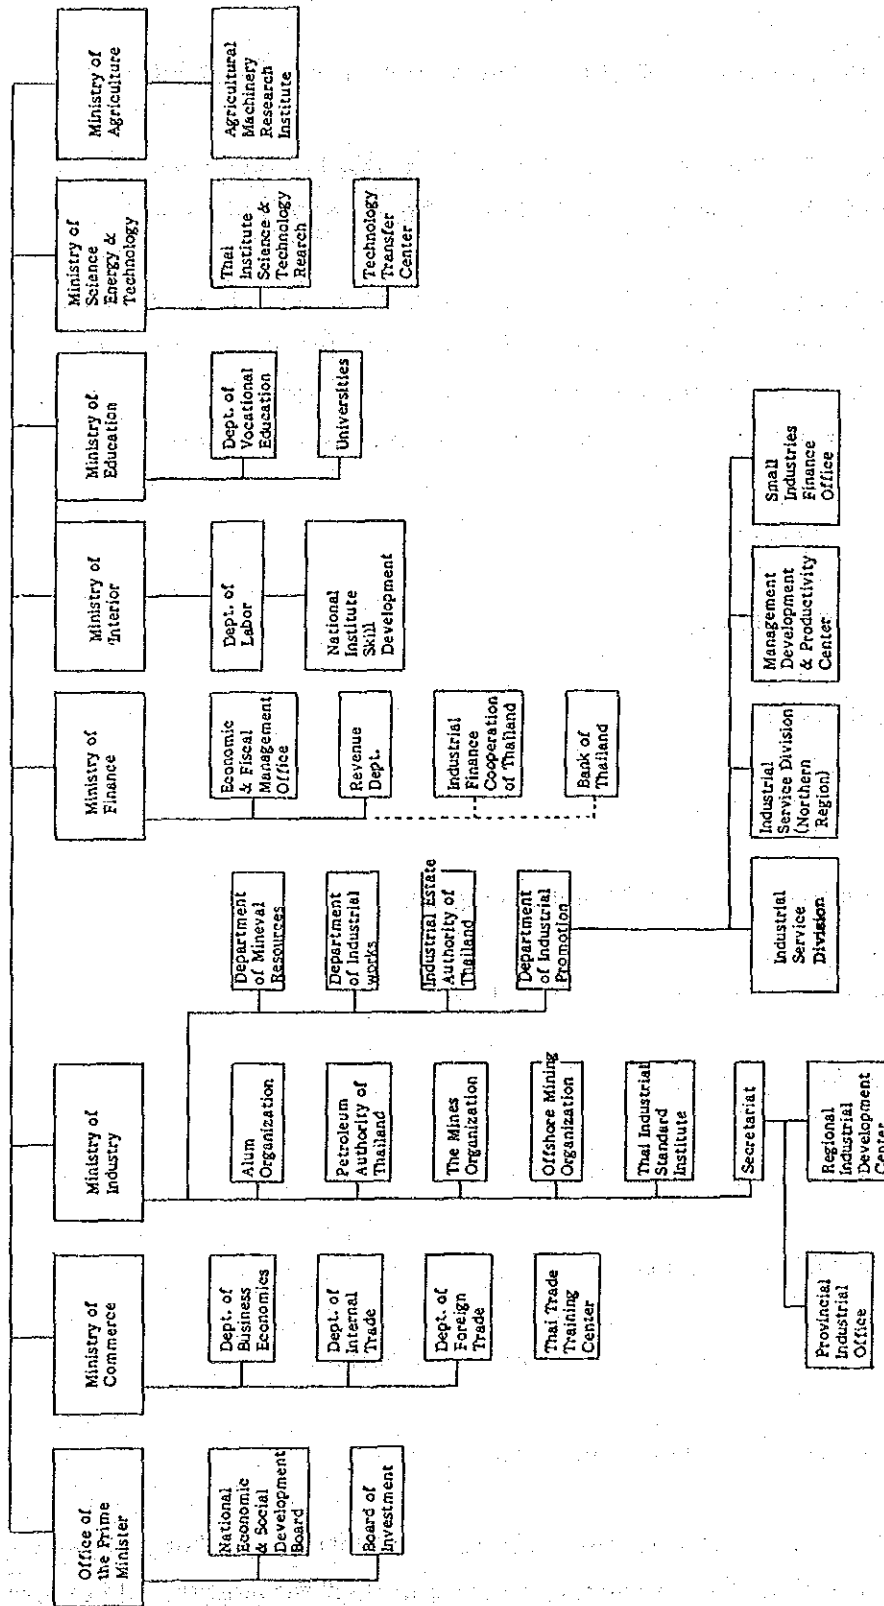 Office of
the Prime
Minister
National
Economic
& Social
Development
Board
Board of
Investment
Ministry of
Commerce
Dept. of
Business
Economics
Dept. of
Internal
Trade
Dept. of
Foreign
Trade
Thai Trade
Training
Center
Ministry of
Industry
Alum
Organization
Petroleum
Authority of
Thailand
The Mines
Organization
Offshore Mining
Organization
Thai Industrial
Standard
Institute
Secretariat
Provincial
Industrial
Office
Regional
Industrial
Development
Center
Department
of Mineval
Resources
Department
of Industrial
works
Industrial Estate
Authority of
Thailand
Department
of Industrial
Promotion
Industrial
Service
Division
Industrial
Service Division
(Northern
Region)
Management
Development
& Productivity
Center
Small
Industries
Finance
Office
Ministry of
Finance
Economic
& Fiscal
Management
Office
Revenue
Dept.
Industrial
Finance
Cooperation
of Thailand
Bank of
Thailand
Ministry of
Interior
Dept. of
Labor
National
Institute
Skill
Development
Ministry of
Education
Dept. of
Vocational
Education
Universities
Ministry of
Science
Energy &
Technology
Thai
Institute
Science &
Technology
Rearch
Technology
Transfer
Center
Ministry of
Agriculture
Agricultural
Machinery
Research
Institute